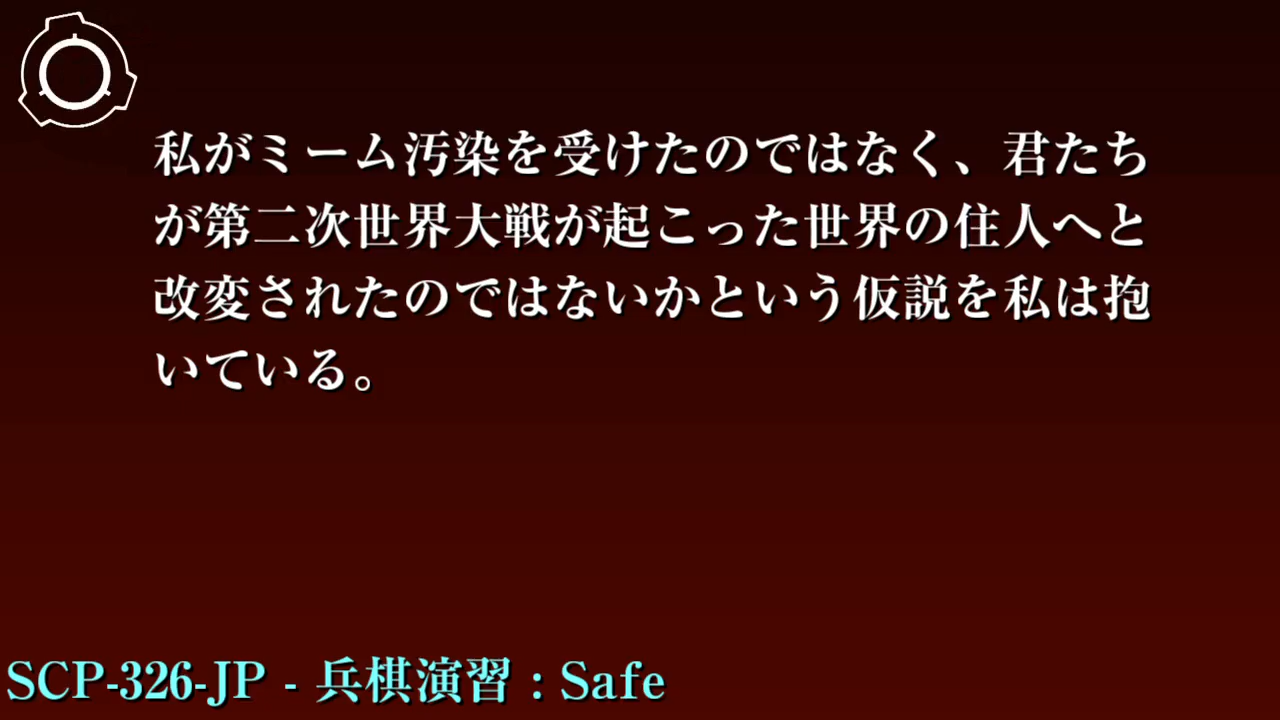 私がミーム汚染を受けたのではなく、君たち
が第二次世界大戦が起こった世界の住人へと
改変されたのではないかという仮説を私は抱
いている。
SCP-326-JP - 兵棋演習：Safe